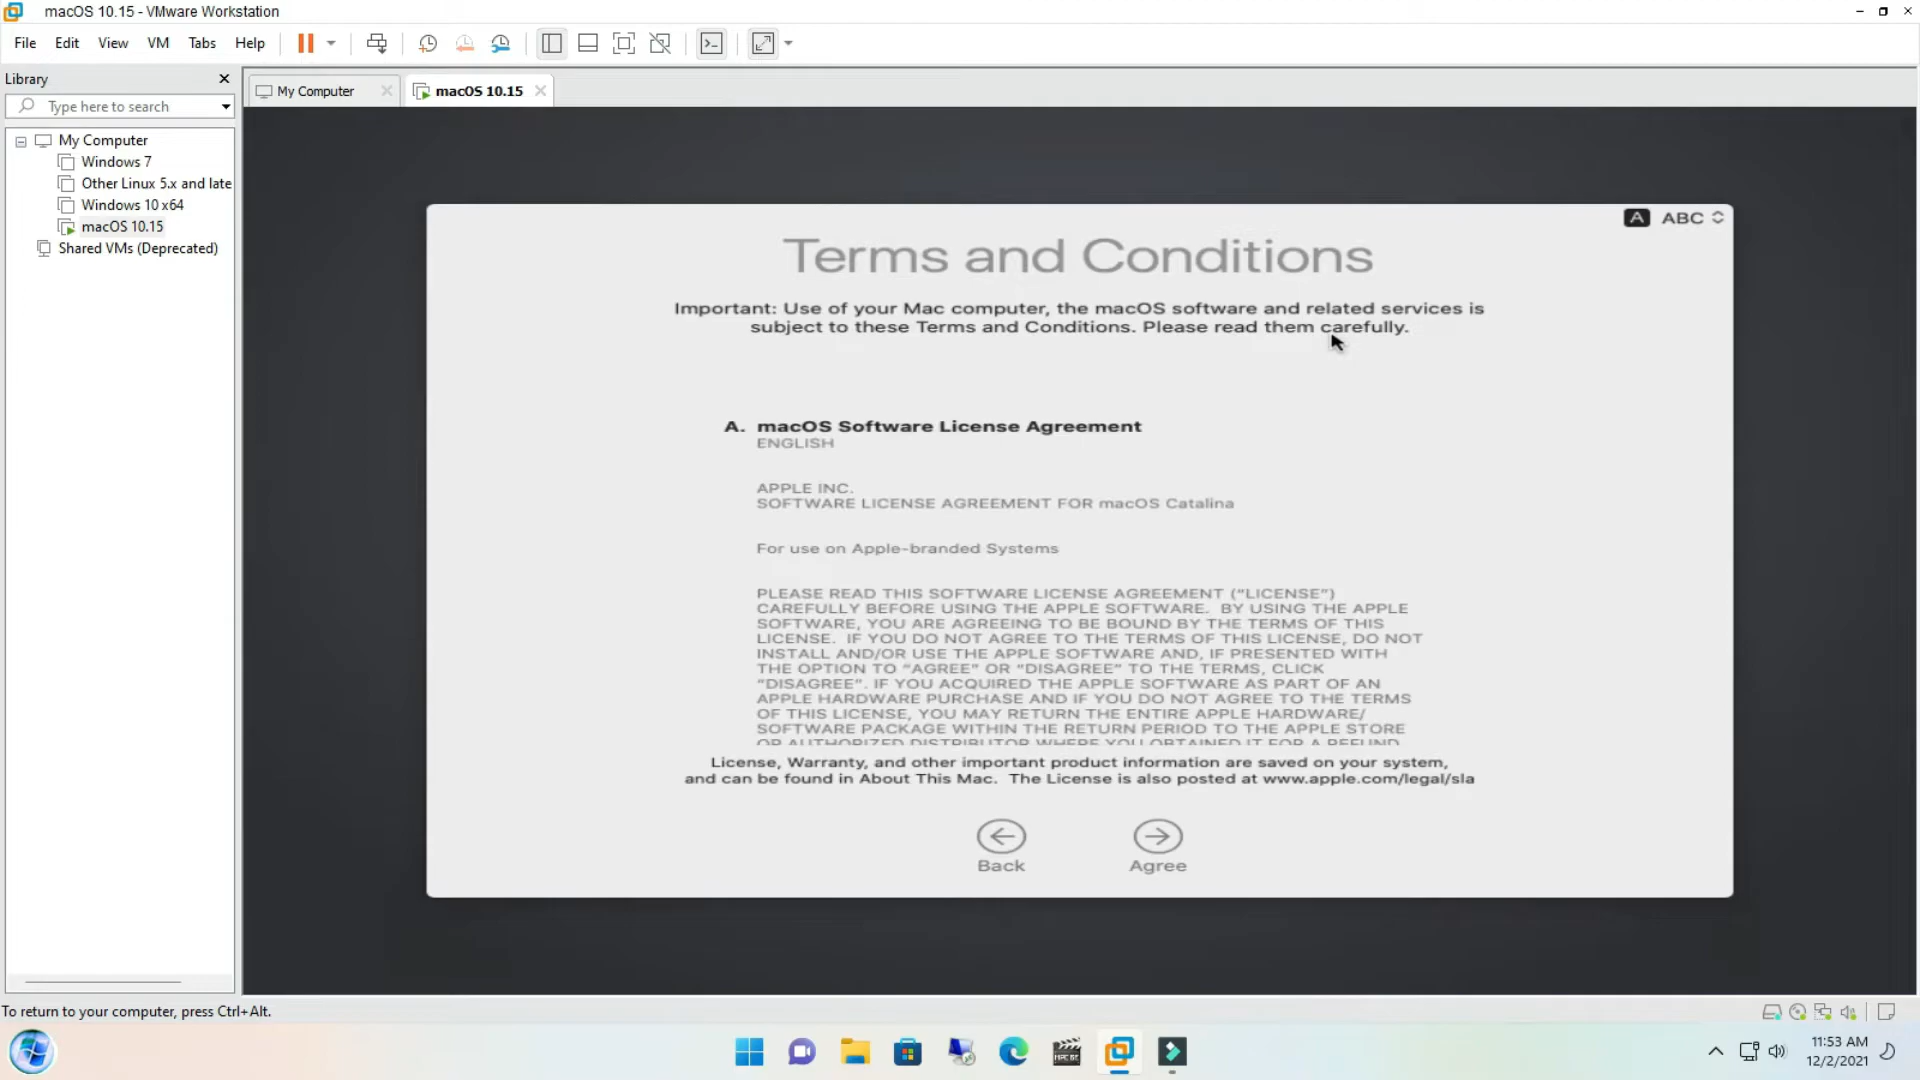 macOS 10.15 - VMware Workstation
File Edit View VM Tabs Help
Library
Type here to search
My Computer
Windows 7
Other Linux 5.x and late
Windows 10 x64
macOS 10.15
Shared VMs (Deprecated)
My Computer
macOS 10.15
A ABC
Terms and Conditions
Important: Use of your Mac computer, the macOS software and related services is
subject to these Terms and Conditions. Please read them carefully.
A. macOS Software License Agreement
ENGLISH
APPLE INC.
SOFTWARE LICENSE AGREEMENT FOR macOS Catalina
For use on Apple-branded Systems
PLEASE READ THIS SOFTWARE LICENSE AGREEMENT (“LICENSE”)
CAREFULLY BEFORE USING THE APPLE SOFTWARE. BY USING THE APPLE
SOFTWARE, YOU ARE AGREEING TO BE BOUND BY THE TERMS OF THIS
LICENSE. IF YOU DO NOT AGREE TO THE TERMS OF THIS LICENSE, DO NOT
INSTALL AND/OR USE THE APPLE SOFTWARE AND, IF PRESENTED WITH
THE OPTION TO “AGREE” OR “DISAGREE” TO THE TERMS, CLICK
“DISAGREE”. IF YOU ACQUIRED THE APPLE SOFTWARE AS PART OF AN
APPLE HARDWARE PURCHASE AND IF YOU DO NOT AGREE TO THE TERMS
OF THIS LICENSE, YOU MAY RETURN THE ENTIRE APPLE HARDWARE/
SOFTWARE PACKAGE WITHIN THE RETURN PERIOD TO THE APPLE STORE
OR AUTHORIZED DISTRIBUTOR WHERE YOU OBTAINED IT FOR A REFUND
License, Warranty, and other important product information are saved on your system,
and can be found in About This Mac. The License is also posted at www.apple.com/legal/sla
Back Agree
To return to your computer, press Ctrl+Alt.
MPC BE
11:53 AM
12/2/2021